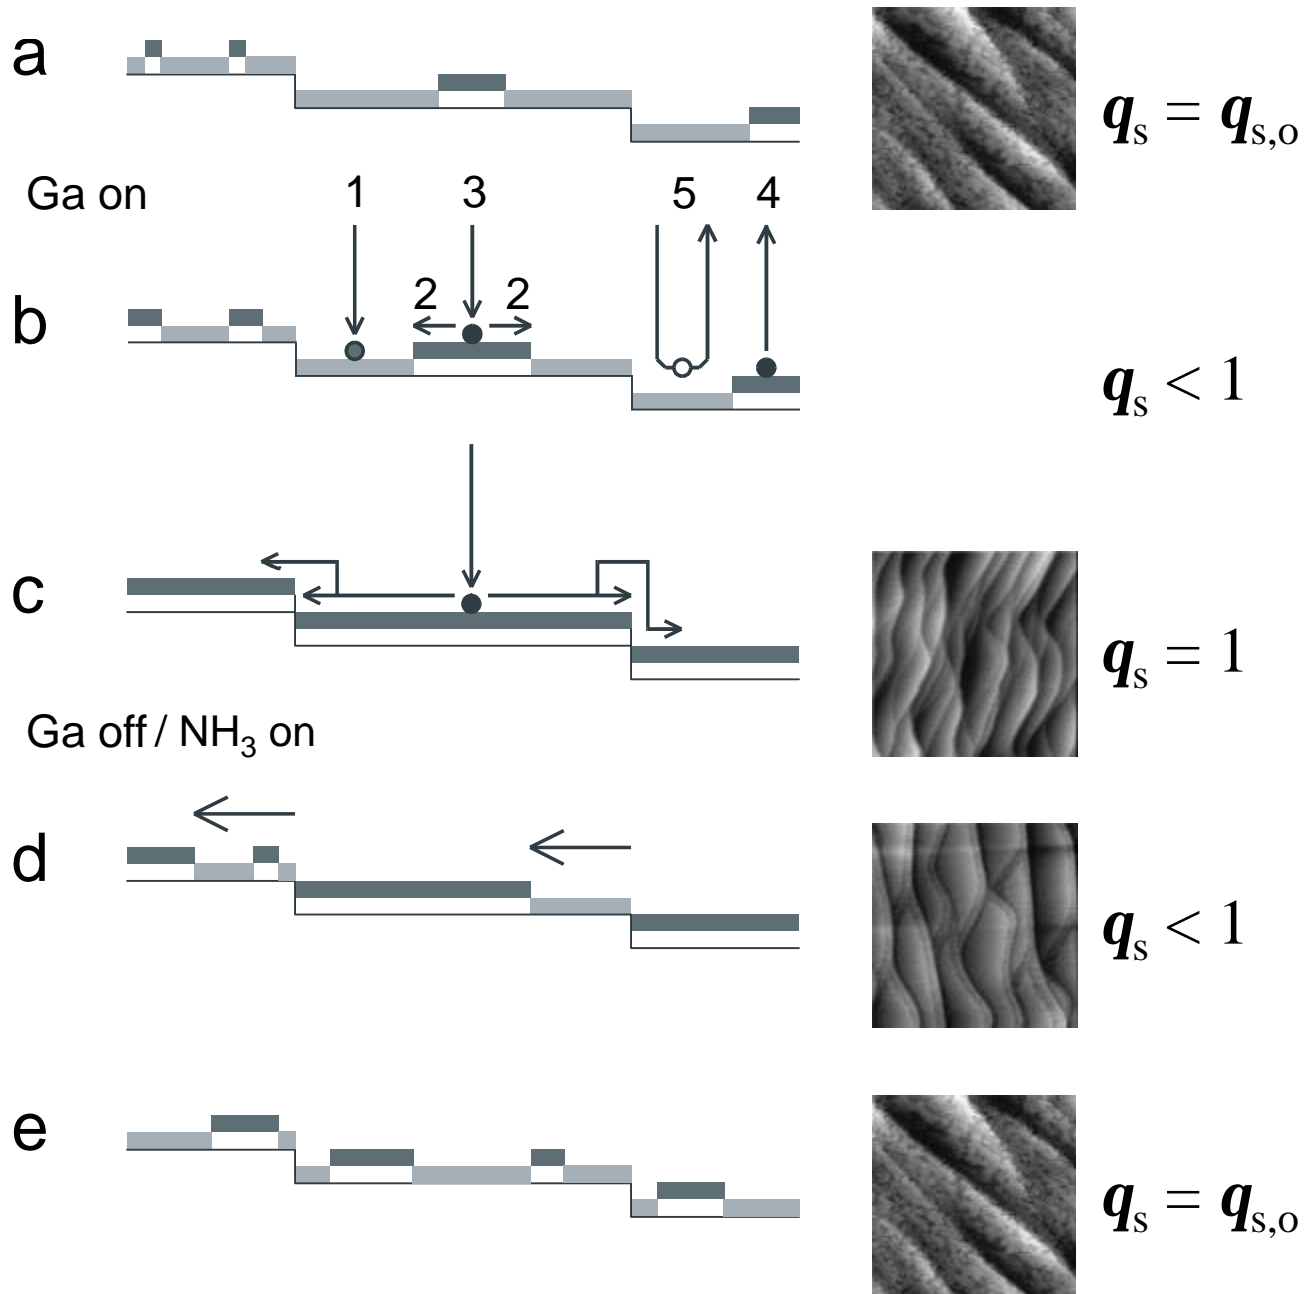 a
q_s = q_s,o
Ga on
1 3 5 4
2 2
b
q_s < 1
c
q_s = 1
Ga off / NH₃ on
d
q_s < 1
e
q_s = q_s,o